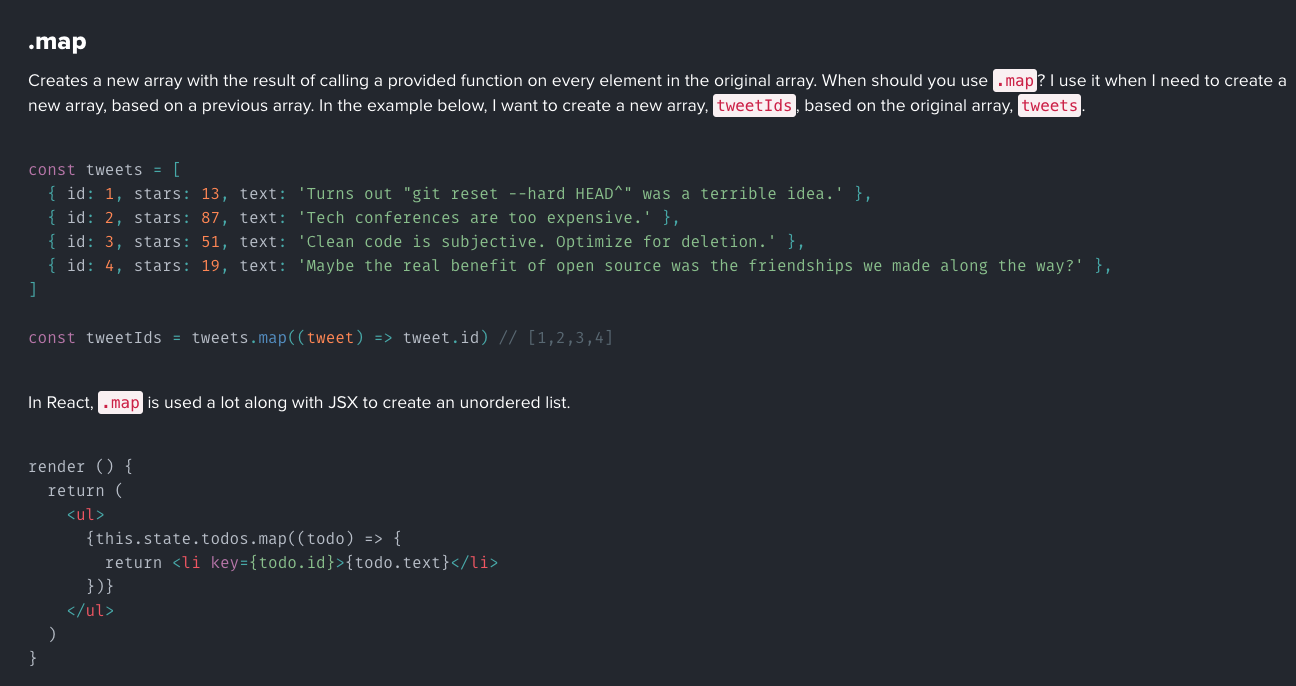 .map
Creates a new array with the result of calling a provided function on every element in the original array. When should you use .map? I use it when I need to create a
new array, based on a previous array. In the example below, I want to create a new array, tweetIds, based on the original array, tweets.
const tweets = [
  { id: 1, stars: 13, text: 'Turns out "git reset --hard HEAD^" was a terrible idea.' },
  { id: 2, stars: 87, text: 'Tech conferences are too expensive.' },
  { id: 3, stars: 51, text: 'Clean code is subjective. Optimize for deletion.' },
  { id: 4, stars: 19, text: 'Maybe the real benefit of open source was the friendships we made along the way?' },
]
const tweetIds = tweets.map((tweet) => tweet.id) // [1,2,3,4]
In React, .map is used a lot along with JSX to create an unordered list.
render () {
  return (
    <ul>
      {this.state.todos.map((todo) => {
        return <li key={todo.id}>{todo.text}</li>
      })}
    </ul>
  )
}